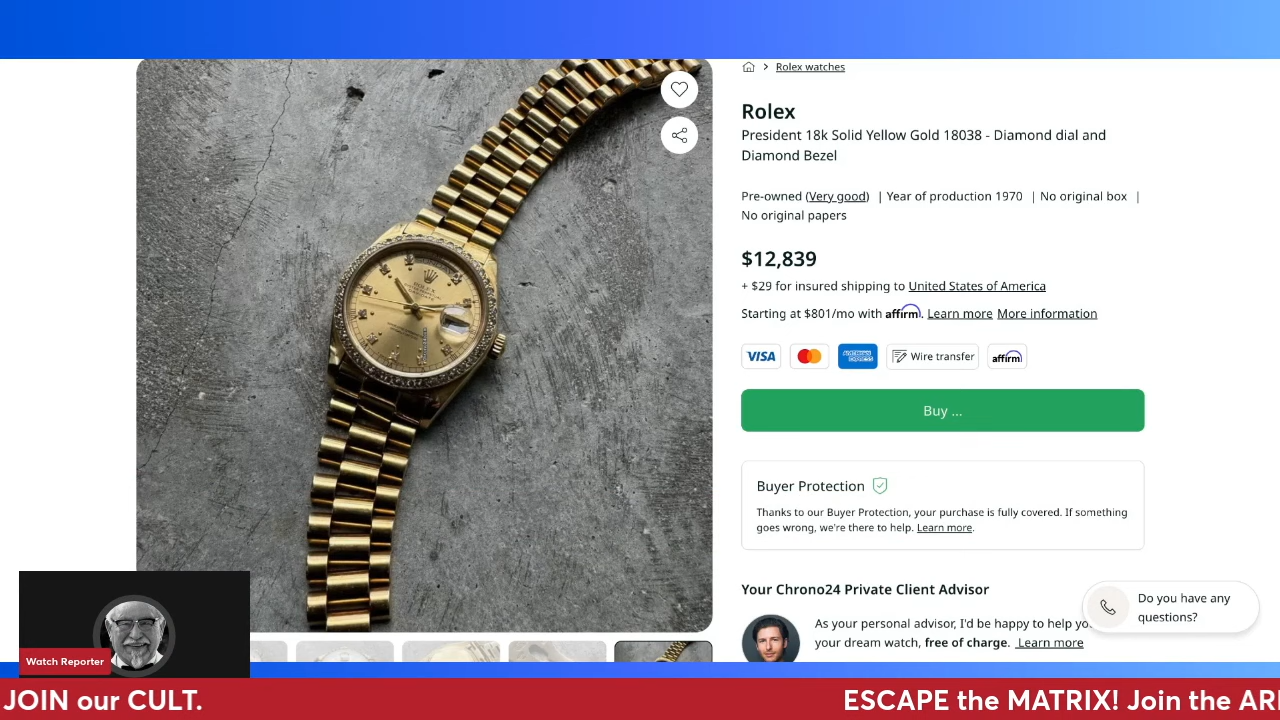 Rolex watches
Rolex
President 18k Solid Yellow Gold 18038 - Diamond dial and
Diamond Bezel
Pre-owned (Very good) | Year of production 1970 | No original box |
No original papers
$12,839
+ $29 for insured shipping to United States of America
Starting at $801/mo with affirm. Learn more More information
VISA
AMERICAN EXPRESS
Wire transfer
affirm
Buy ...
Buyer Protection
Thanks to our Buyer Protection, your purchase is fully covered. If something
goes wrong, we're there to help. Learn more.
Your Chrono24 Private Client Advisor
As your personal advisor, I'd be happy to help yo
your dream watch, free of charge. Learn more
Do you have any
questions?
Watch Reporter
JOIN our CULT.
ESCAPE the MATRIX! Join the